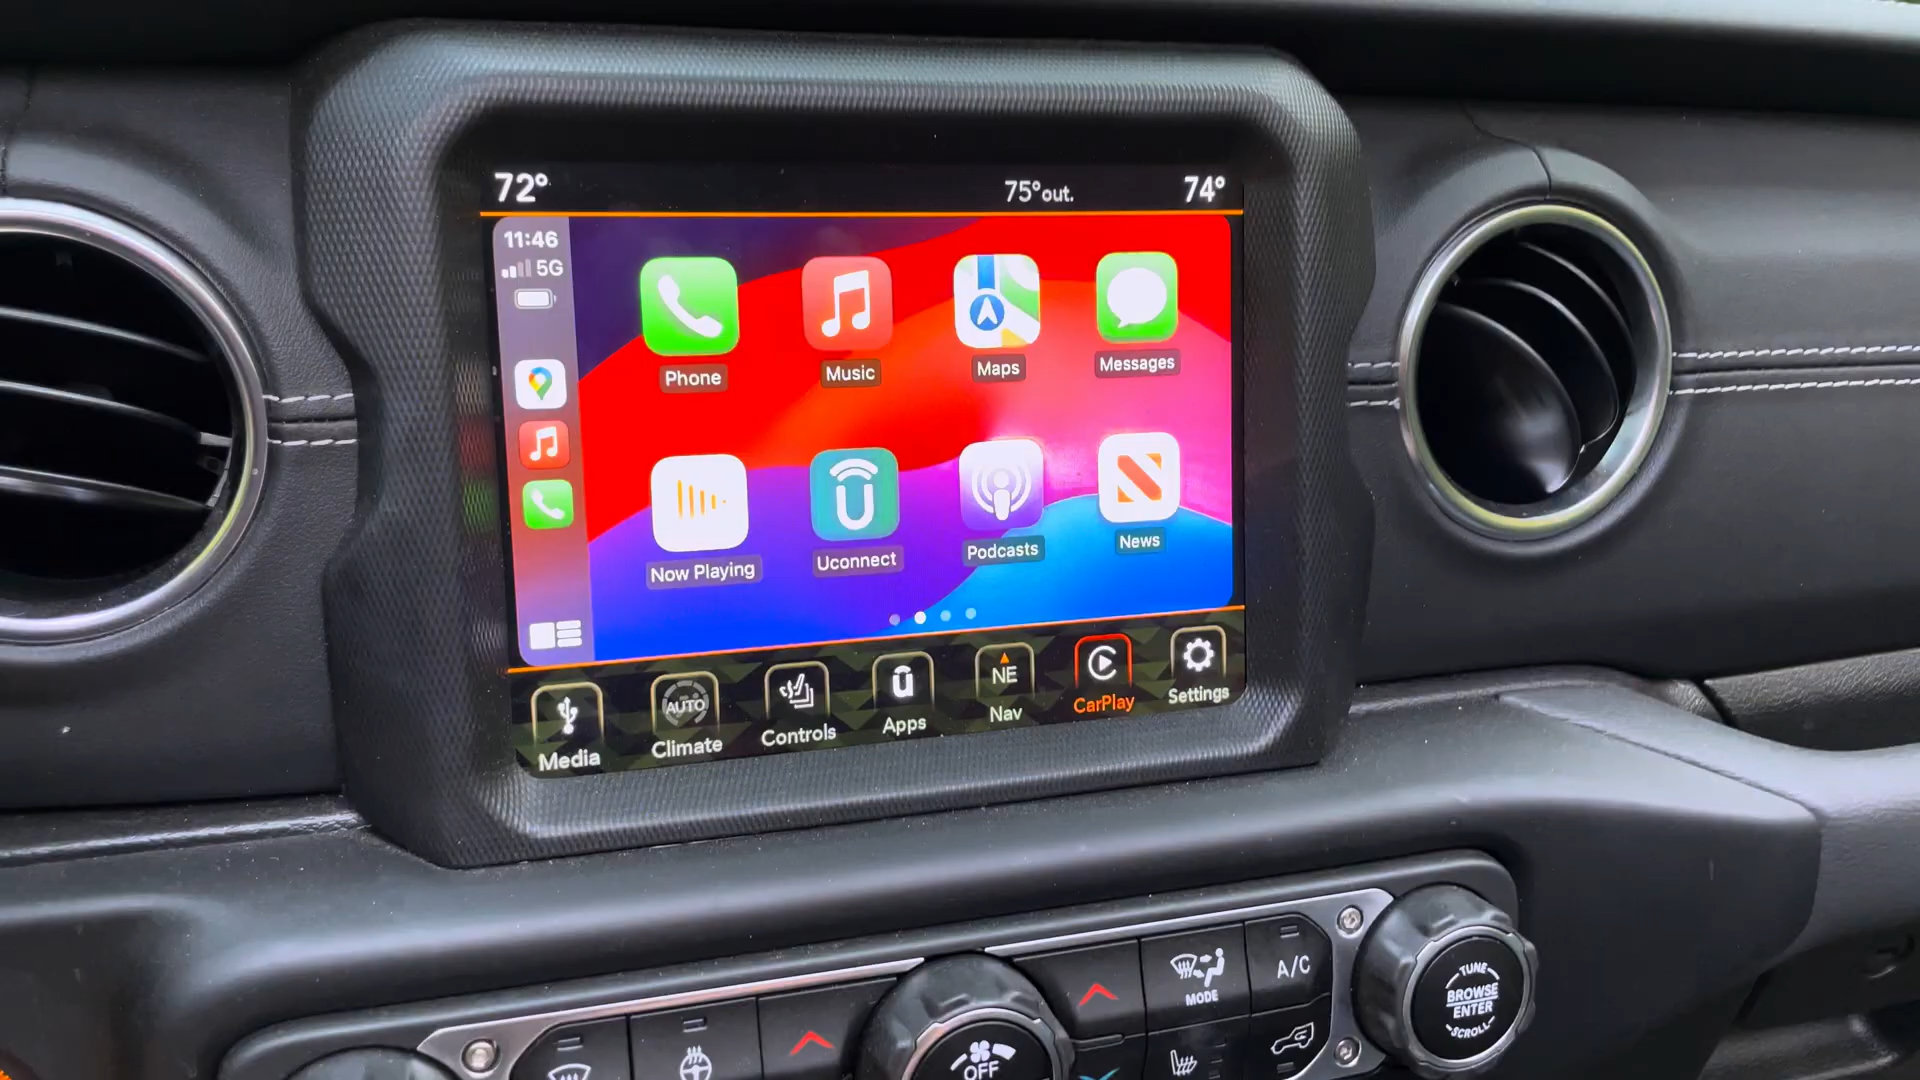 72°
75°out.
74°
11:46
5G
Phone
Music
Maps
Messages
Now Playing
Uconnect
Podcasts
News
AUTO
NE
Media
Climate
Controls
Apps
Nav
CarPlay
Settings
MODE
A/C
TUNE
BROWSE
ENTER
SCROLL
OFF